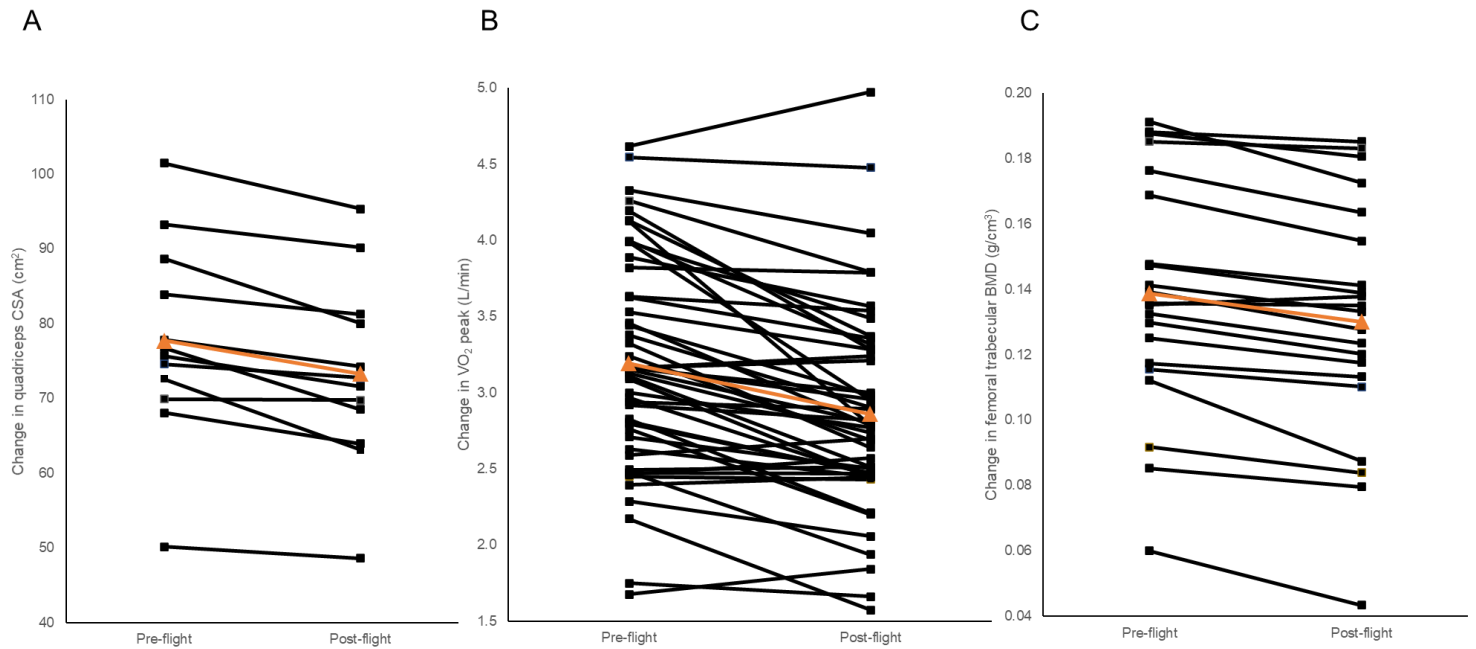 A
B
C
Change in quadriceps CSA (cm²)
110
100
90
80
70
60
50
40
Pre-flight
Post-flight
Change in VO₂ peak (L/min)
5.0
4.5
4.0
3.5
3.0
2.5
2.0
1.5
Pre-flight
Post-flight
Change in femoral trabecular BMD (g/cm³)
0.20
0.18
0.16
0.14
0.12
0.10
0.08
0.06
0.04
Pre-flight
Post-flight